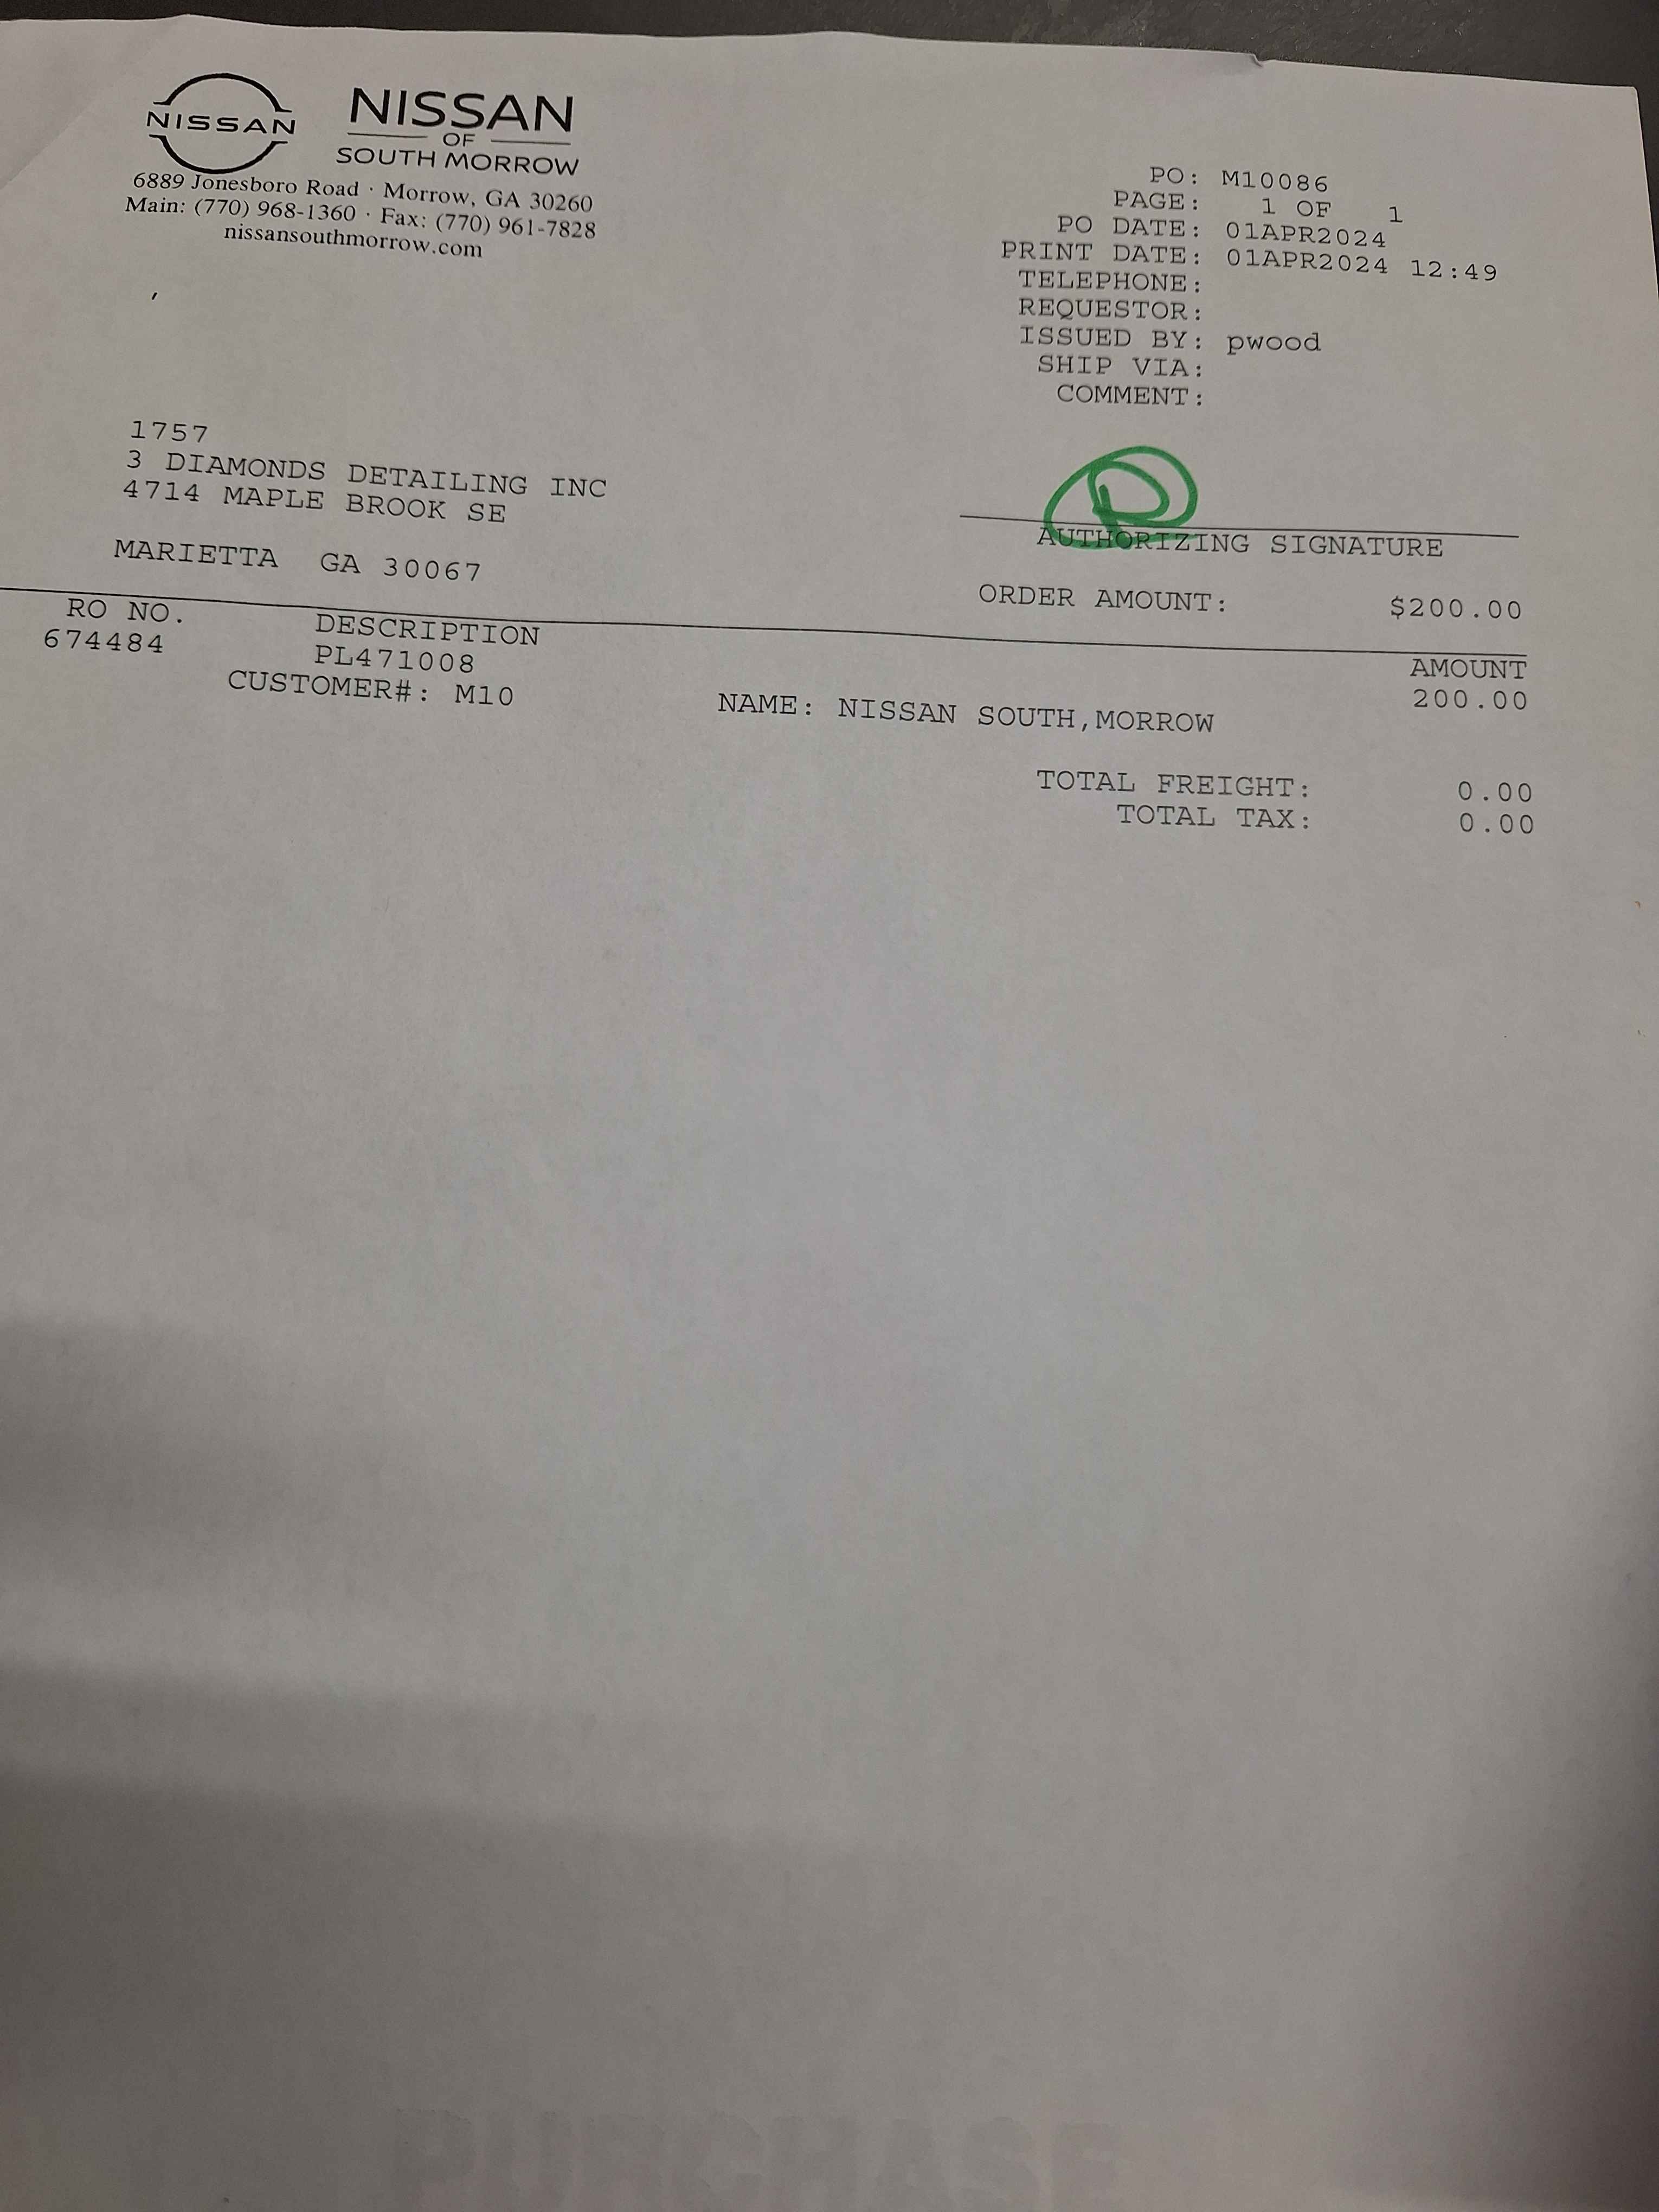 NISSAN
NISSAN
OF
SOUTH MORROW
6889 Jonesboro Road · Morrow, GA 30260
Main: (770) 968-1360 · Fax: (770) 961-7828
nissansouthmorrow.com
PO: M10086
PAGE: 1 OF 1
PO DATE: 01APR2024
PRINT DATE: 01APR2024 12:49
TELEPHONE:
REQUESTOR:
ISSUED BY: pwood
SHIP VIA:
COMMENT:
1757
3 DIAMONDS DETAILING INC
4714 MAPLE BROOK SE
MARIETTA GA 30067
AUTHORIZING SIGNATURE
ORDER AMOUNT: $200.00
RO NO. DESCRIPTION AMOUNT
674484 PL471008 200.00
CUSTOMER#: M10 NAME: NISSAN SOUTH,MORROW
TOTAL FREIGHT: 0.00
TOTAL TAX: 0.00
PURCHASE